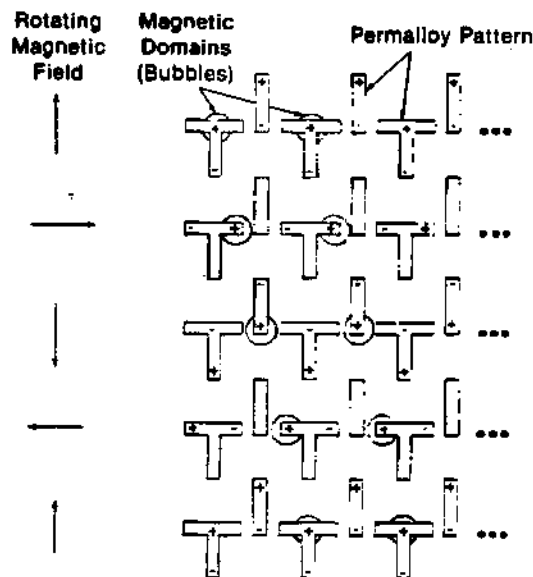 Rotating
Magnetic
Field
Magnetic
Domains
(Bubbles)
Permalloy Pattern